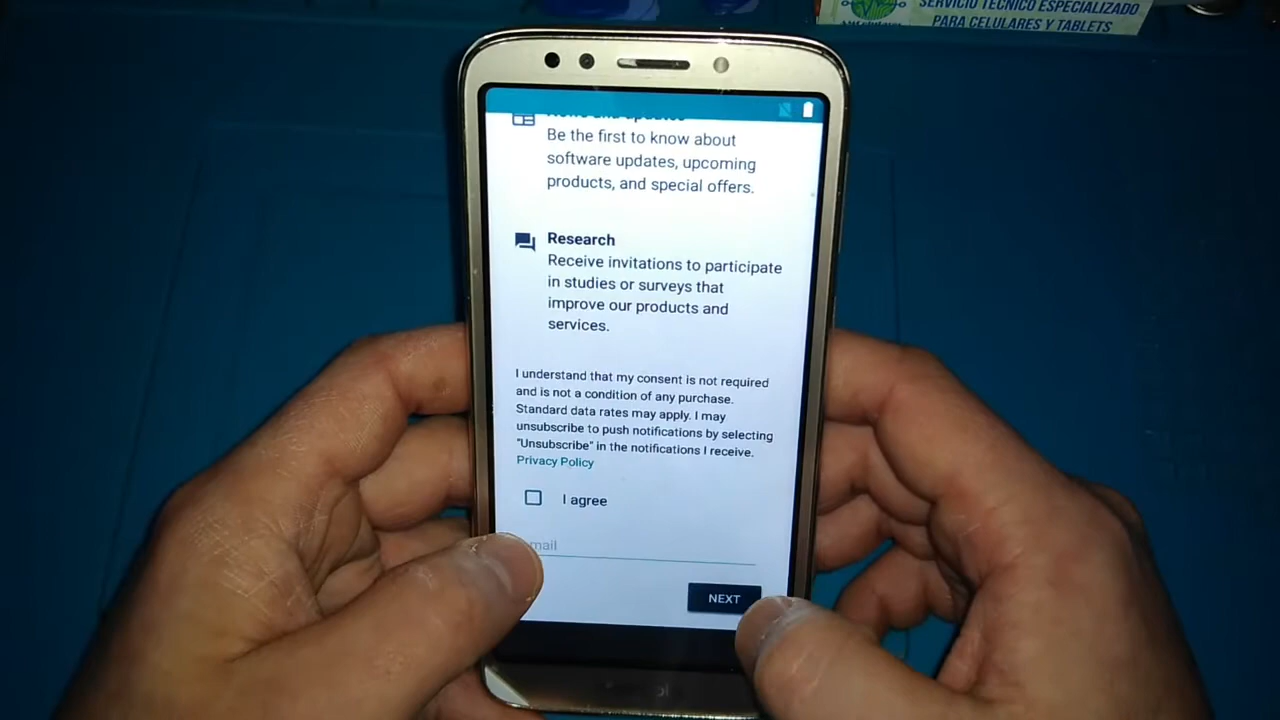 SERVICIO TECNICO ESPECIALIZADO
PARA CELULARES Y TABLETS
Be the first to know about
software updates, upcoming
products, and special offers.
Research
Receive invitations to participate
in studies or surveys that
improve our products and
services.
I understand that my consent is not required
and is not a condition of any purchase.
Standard data rates may apply. I may
unsubscribe to push notifications by selecting
"Unsubscribe" in the notifications I receive.
Privacy Policy
I agree
mail
NEXT